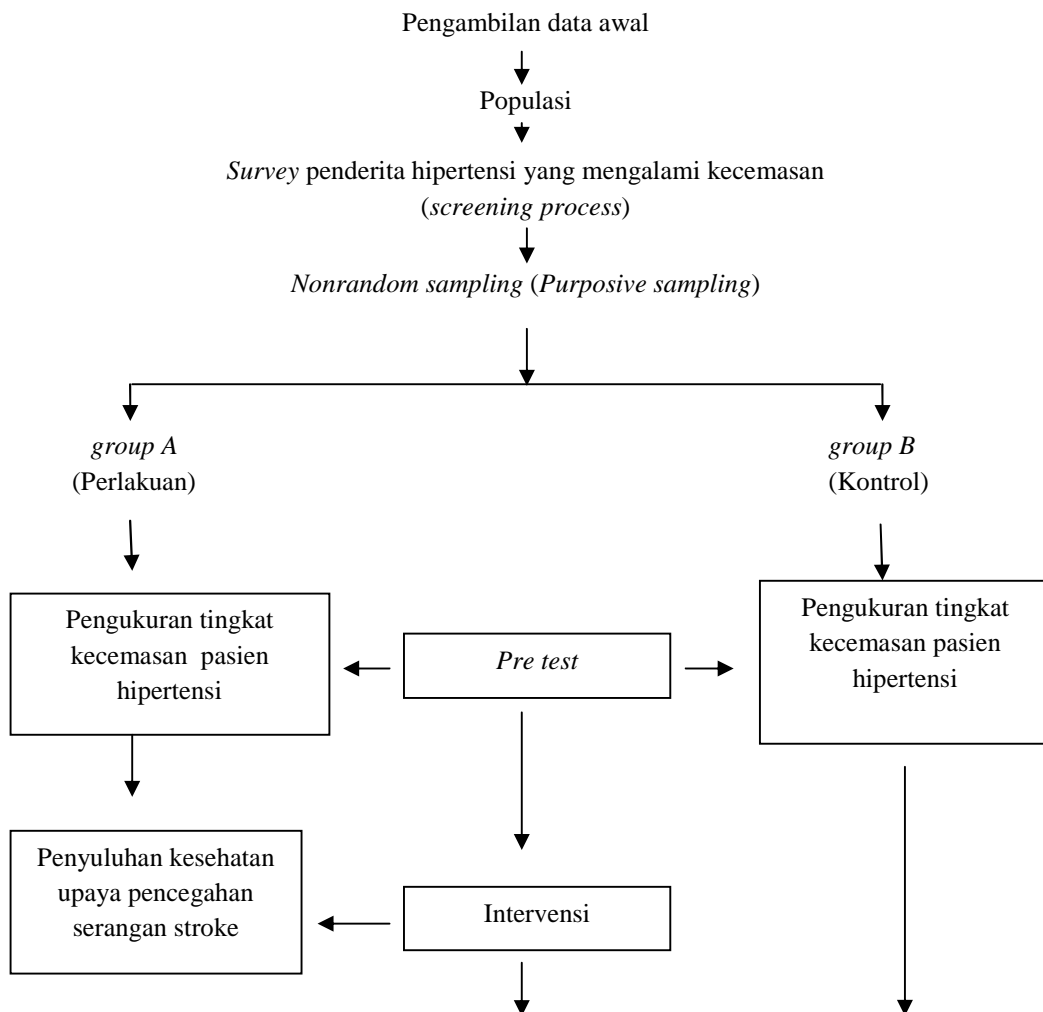 Pengambilan data awal
Populasi
Survey penderita hipertensi yang mengalami kecemasan
(screening process)
Nonrandom sampling (Purposive sampling)
group A
(Perlakuan)
group B
(Kontrol)
Pengukuran tingkat
kecemasan pasien
hipertensi
Pre test
Pengukuran tingkat
kecemasan pasien
hipertensi
Penyuluhan kesehatan
upaya pencegahan
serangan stroke
Intervensi